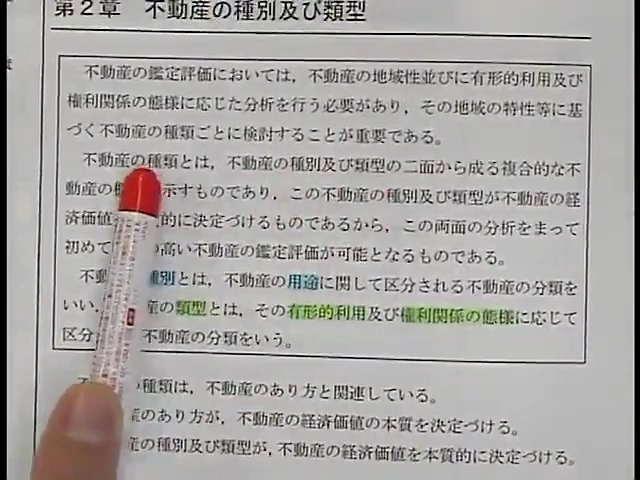 第2章 不動産の種別及び類型
不動産の鑑定評価においては，不動産の地域性並びに有形的利用及び
権利関係の態様に応じた分析を行う必要があり，その地域の特性等に基
づく不動産の種類ごとに検討することが重要である。
不動産の種類とは，不動産の種別及び類型の二面から成る複合的な不
動産の 示すものであり，この不動産の種別及び類型が不動産の経
済価値 的に決定づけるものであるから，この両面の分析をまって
初めて の高い不動産の鑑定評価が可能となるものである。
不動 種別とは，不動産の用途に関して区分される不動産の分類を
いい， 産の類型とは，その有形的利用及び権利関係の態様に応じて
区分 不動産の分類をいう。
種類は，不動産のあり方と関連している。
産のあり方が，不動産の経済価値の本質を決定づける。
産の種別及び類型が，不動産の経済価値を本質的に決定づける。